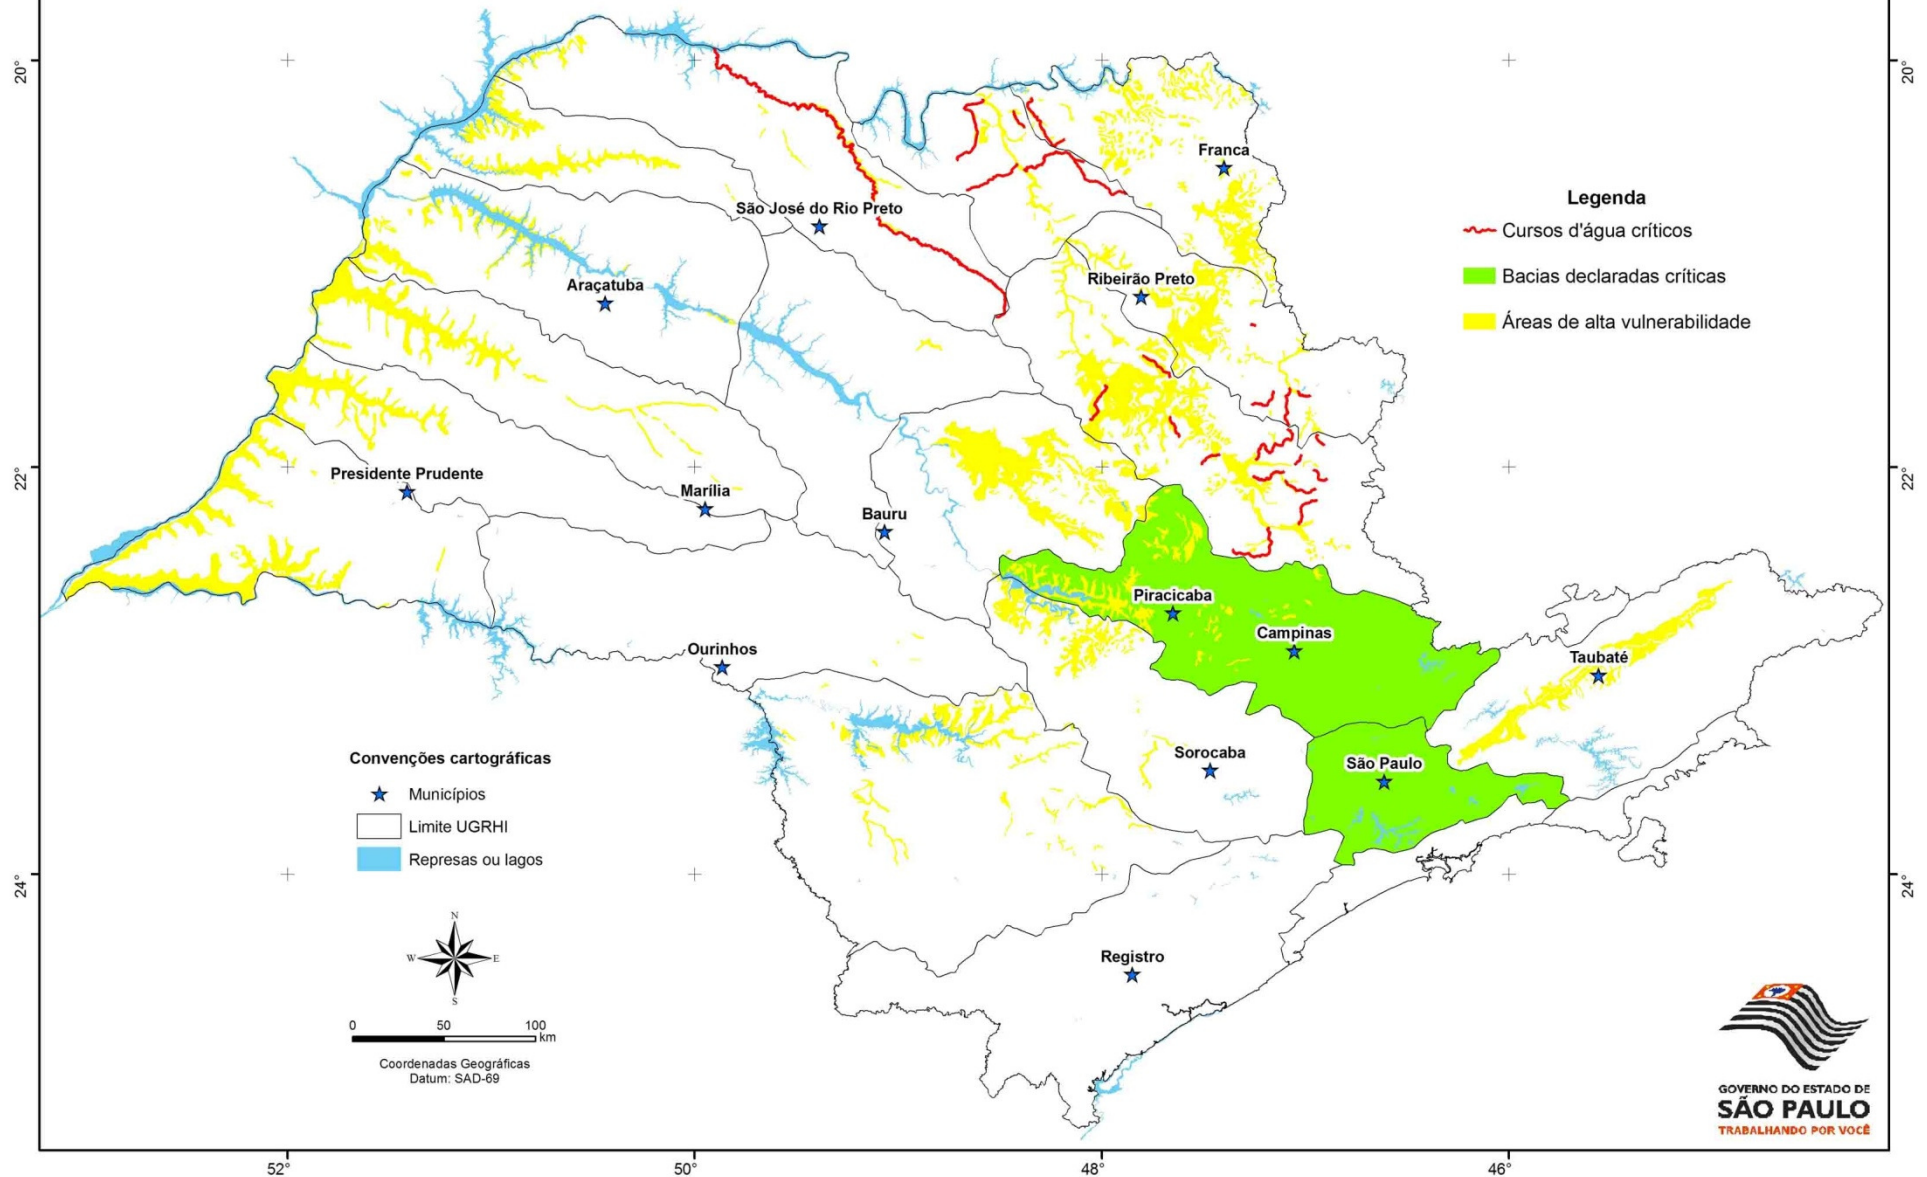 20°
20°
Franca
Legenda
Cursos d'água críticos
Bacias declaradas críticas
Áreas de alta vulnerabilidade
São José do Rio Preto
Araçatuba
Ribeirão Preto
22°
22°
Presidente Prudente
Marília
Bauru
Piracicaba
Campinas
Ourinhos
Taubaté
Sorocaba
São Paulo
Convenções cartográficas
Municípios
Limite UGRHI
Represas ou lagos
24°
24°
N
W
E
S
Registro
0 50 100
km
Coordenadas Geográficas
Datum: SAD-69
GOVERNO DO ESTADO DE
SÃO PAULO
TRABALHANDO POR VOCÊ
52° 50° 48° 46°